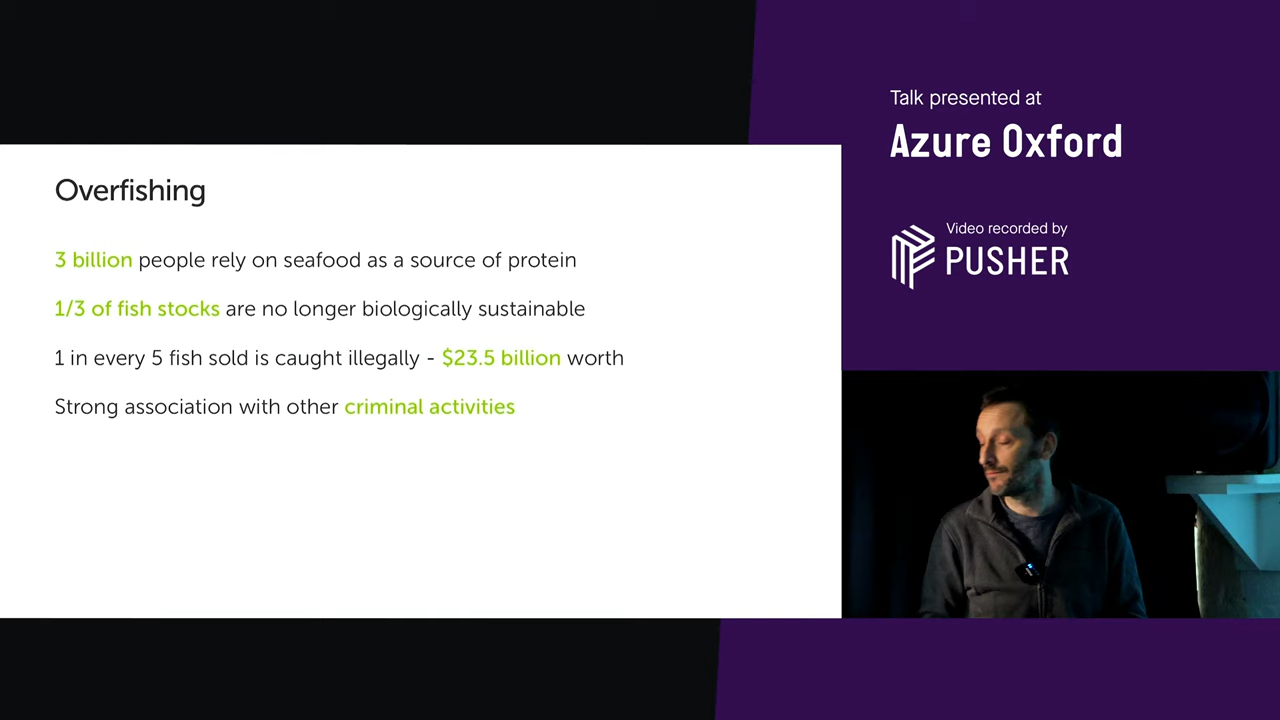 Talk presented at
Azure Oxford
Video recorded by
PUSHER
Overfishing
3 billion people rely on seafood as a source of protein
1/3 of fish stocks are no longer biologically sustainable
1 in every 5 fish sold is caught illegally - $23.5 billion worth
Strong association with other criminal activities